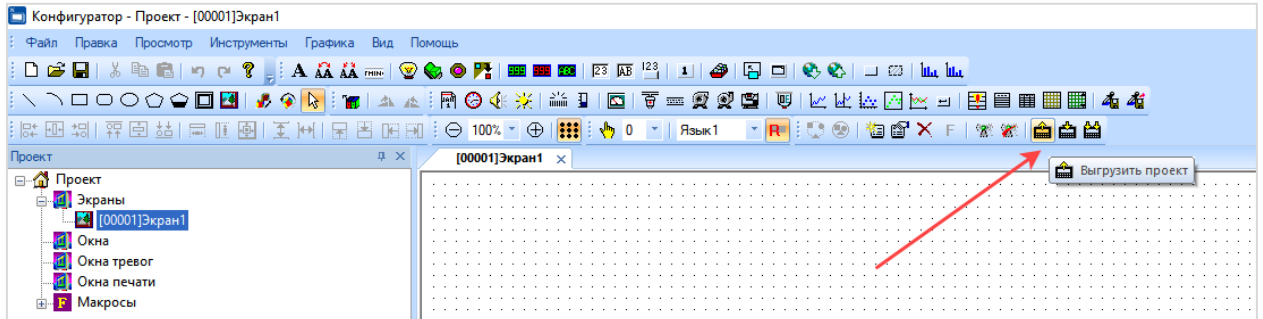 Конфигуратор - Проект - [00001]Экран1
Файл Правка Просмотр Инструменты Графика Вид Помощь
100% 0 Язык1 R F
Проект
[00001]Экран1
Выгрузить проект
Проект
Экраны
[00001]Экран1
Окна
Окна тревог
Окна печати
F Макросы